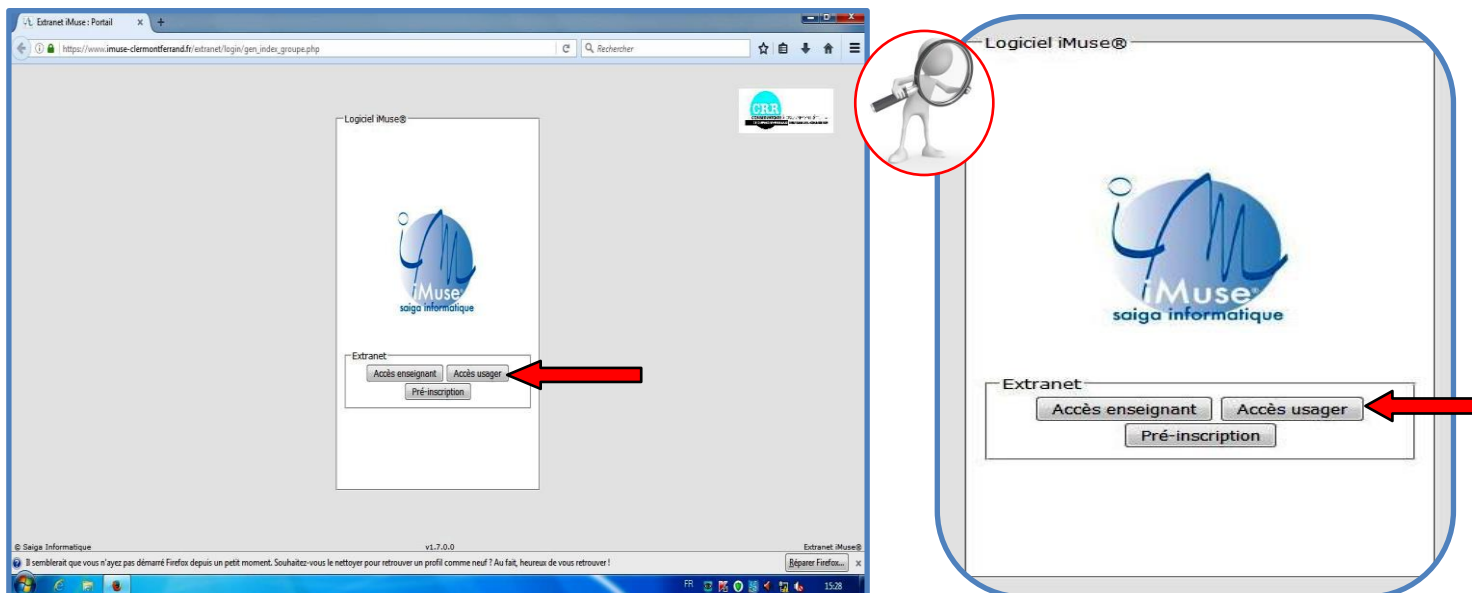 Extranet iMuse : Portail
https://www.imuse-clermontferrand.fr/extranet/login/gen_index_groupe.php
Rechercher
CRR
Logiciel iMuse®
iMuse®
saiga informatique
Extranet
Accès enseignant Accès usager
Pré-inscription
© Saiga Informatique v1.7.0.0 Extranet iMuse®
Il semblerait que vous n'ayez pas démarré Firefox depuis un petit moment. Souhaitez-vous le nettoyer pour retrouver un profil comme neuf ? Au fait, heureux de vous retrouver ! Réparer Firefox...
FR 15:28
Logiciel iMuse®
iMuse®
saiga informatique
Extranet
Accès enseignant Accès usager
Pré-inscription